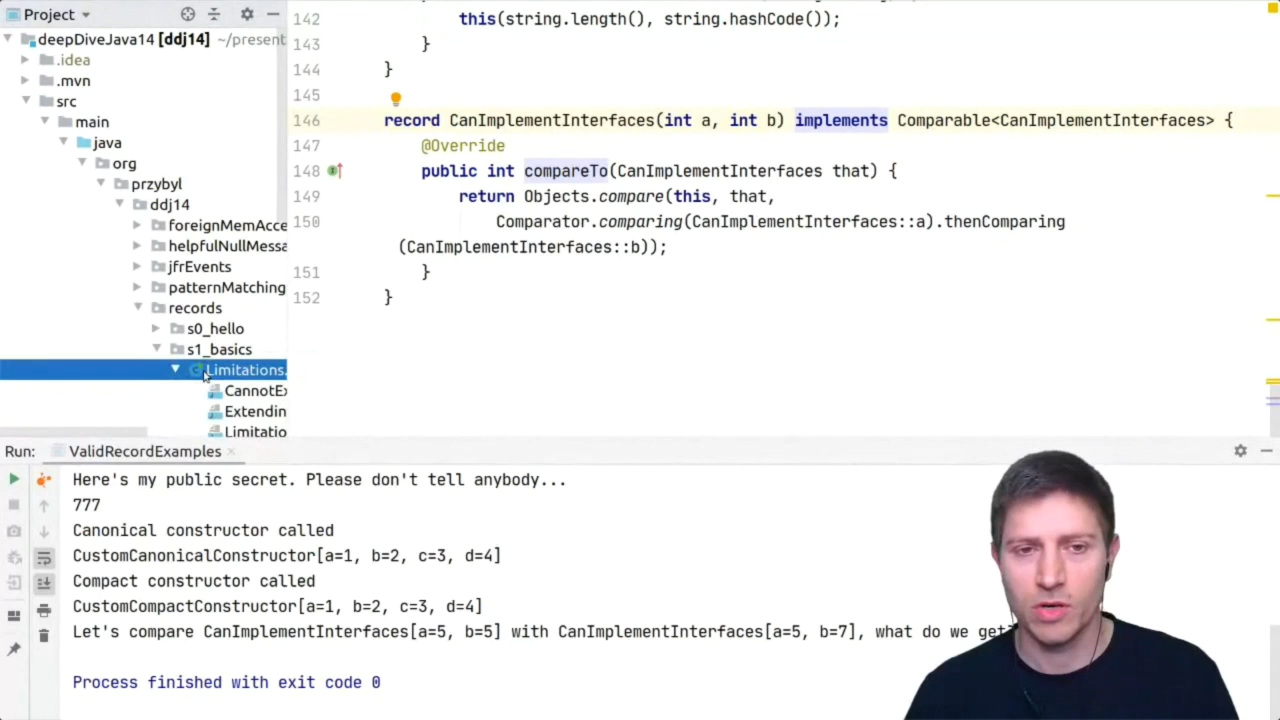 Project
deepDiveJava14 [ddj14] ~/present
.idea
.mvn
src
main
java
org
przybyl
ddj14
foreignMemAcce
helpfulNullMessa
jfrEvents
patternMatching
records
s0_hello
s1_basics
Limitations.
CannotEx
Extendin
Limitatio
142 this(string.length(), string.hashCode());
143 }
144 }
145
146 record CanImplementInterfaces(int a, int b) implements Comparable<CanImplementInterfaces> {
147 @Override
148 public int compareTo(CanImplementInterfaces that) {
149 return Objects.compare(this, that,
150 Comparator.comparing(CanImplementInterfaces::a).thenComparing
(CanImplementInterfaces::b));
151 }
152 }
Run: ValidRecordExamples
Here's my public secret. Please don't tell anybody...
777
Canonical constructor called
CustomCanonicalConstructor[a=1, b=2, c=3, d=4]
Compact constructor called
CustomCompactConstructor[a=1, b=2, c=3, d=4]
Let's compare CanImplementInterfaces[a=5, b=5] with CanImplementInterfaces[a=5, b=7], what do we get
Process finished with exit code 0